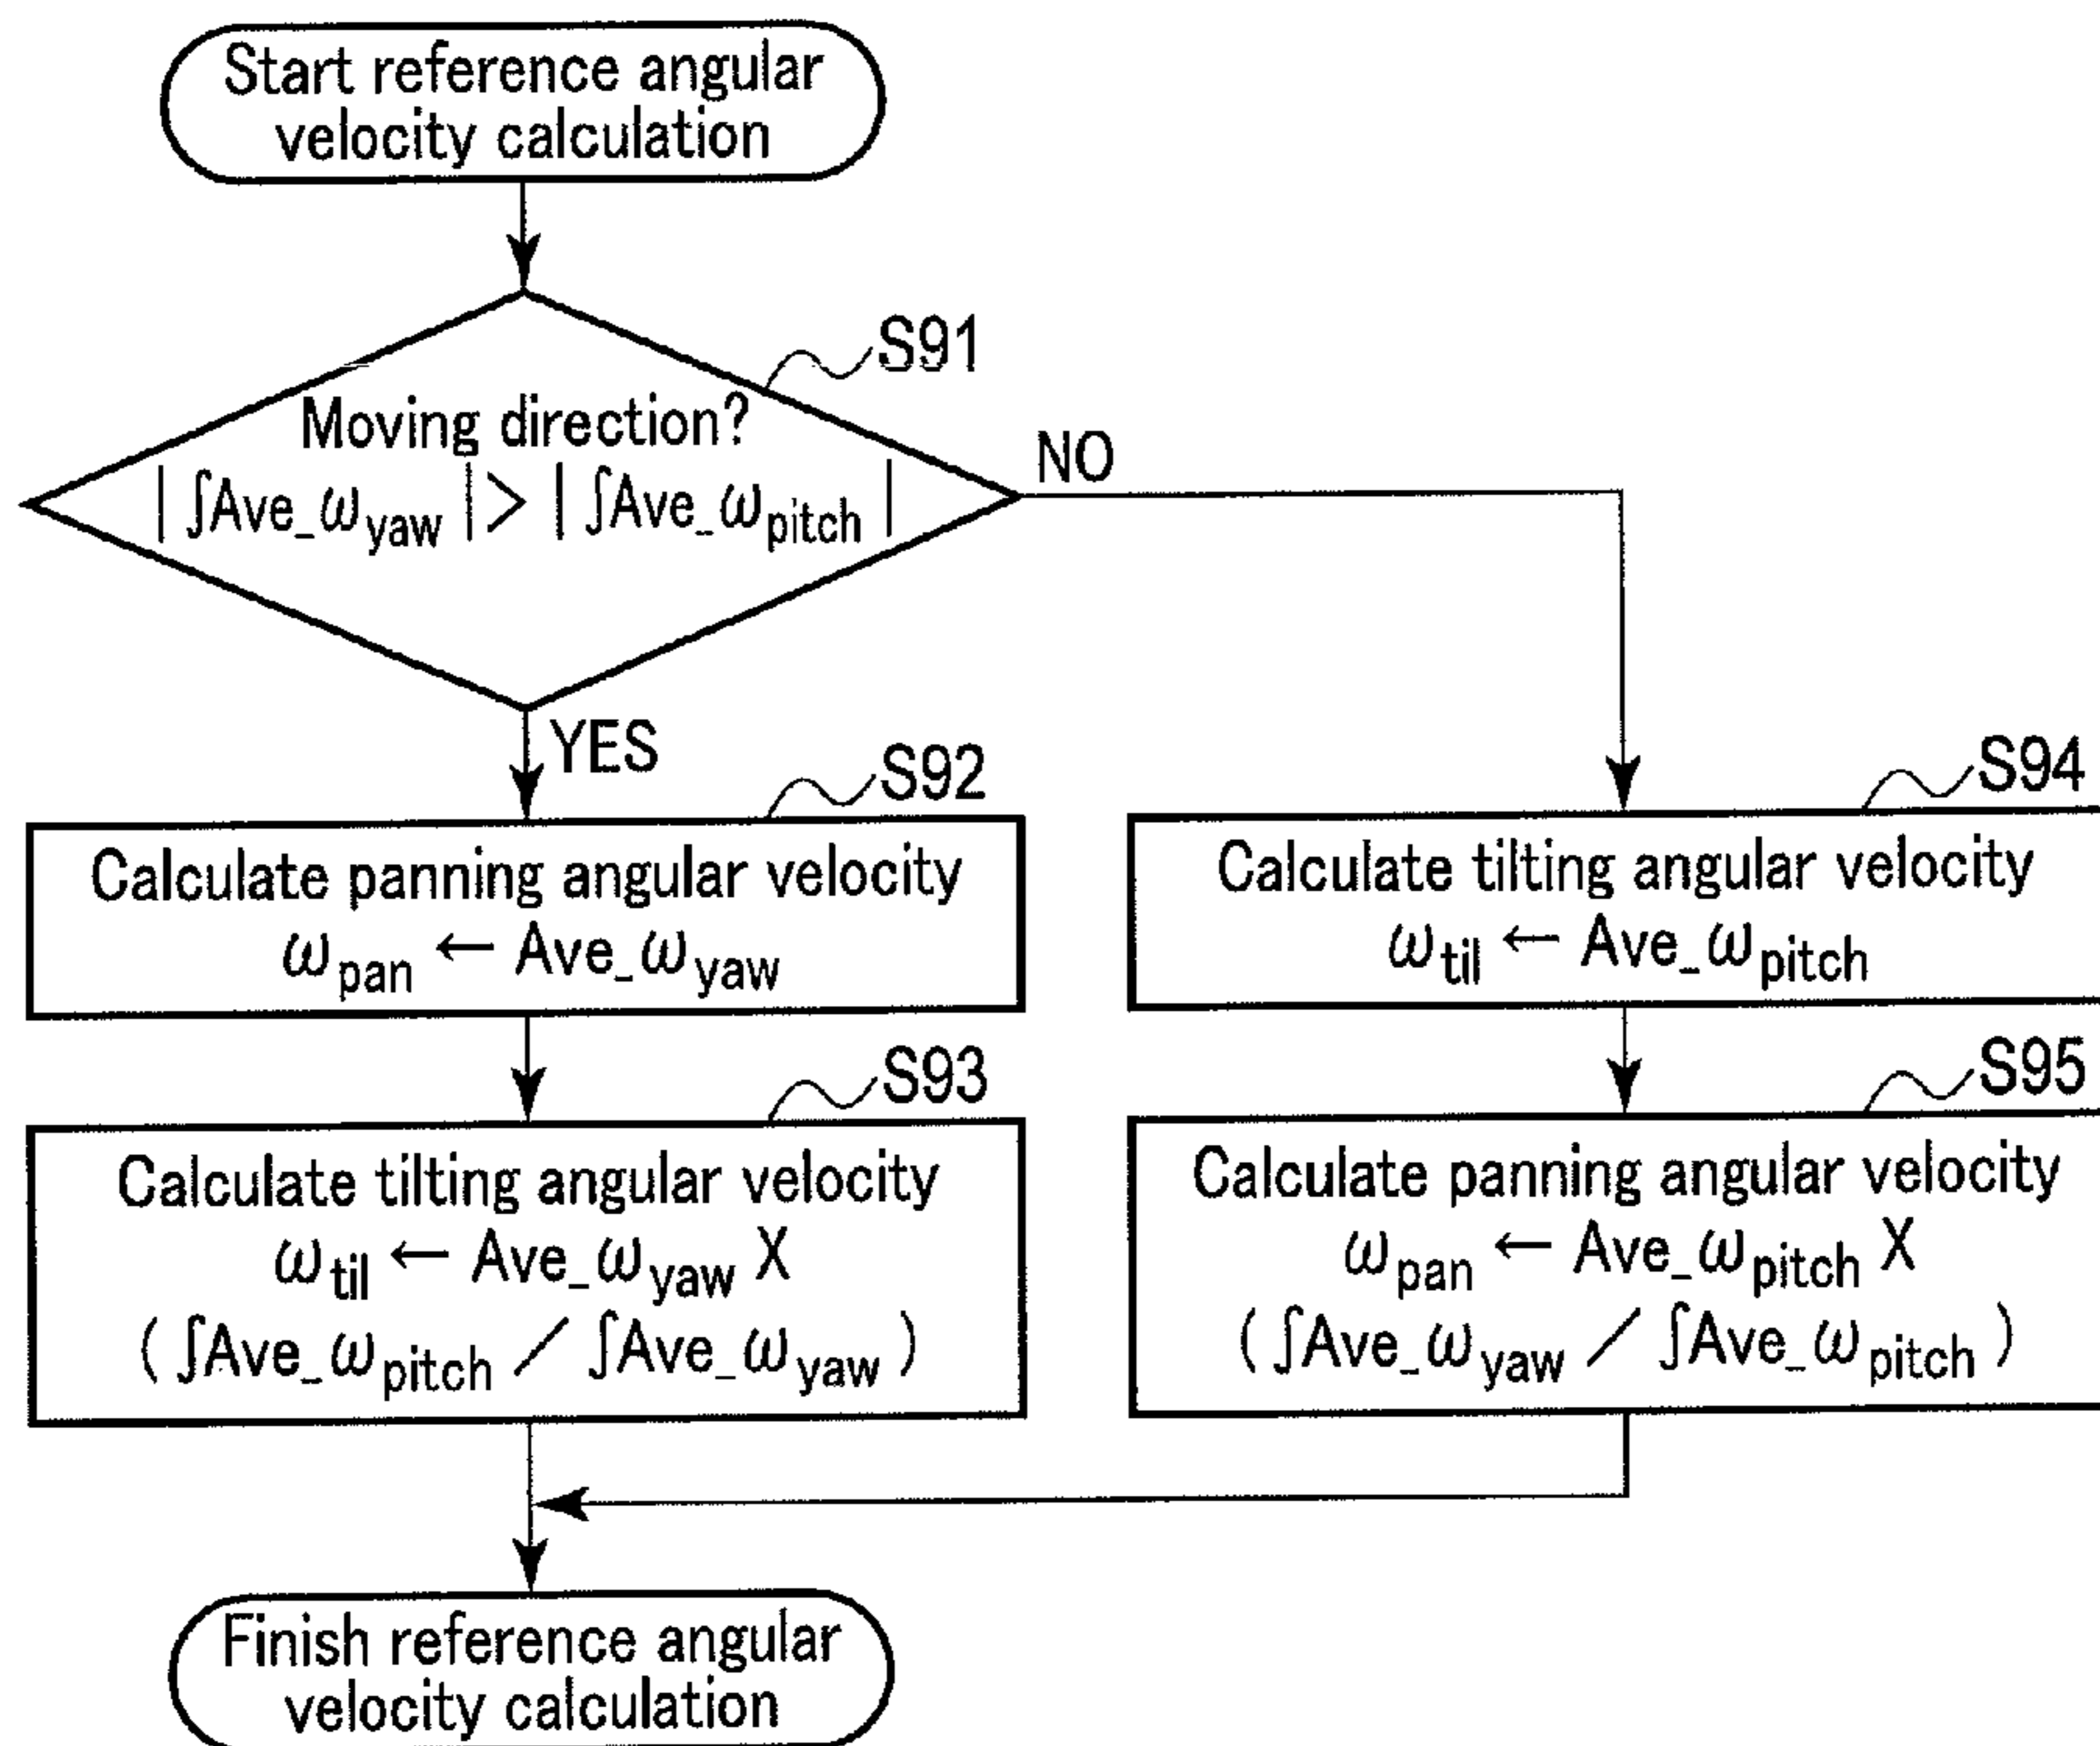 Start reference angular
velocity calculation
S91
Moving direction?
| ∫Ave_ωyaw | > | ∫Ave_ωpitch |
NO
YES
S92
Calculate panning angular velocity
ωpan ← Ave_ωyaw
S93
Calculate tilting angular velocity
ωtil ← Ave_ωyaw X
( ∫Ave_ωpitch / ∫Ave_ωyaw )
S94
Calculate tilting angular velocity
ωtil ← Ave_ωpitch
S95
Calculate panning angular velocity
ωpan ← Ave_ωpitch X
( ∫Ave_ωyaw / ∫Ave_ωpitch )
Finish reference angular
velocity calculation